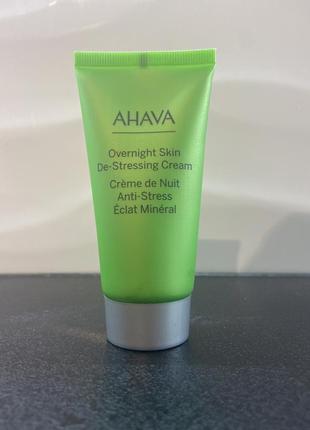 AHAVA
Overnight Skin
De-Stressing Cream
Crème de Nuit
Anti-Stress
Éclat Minéral